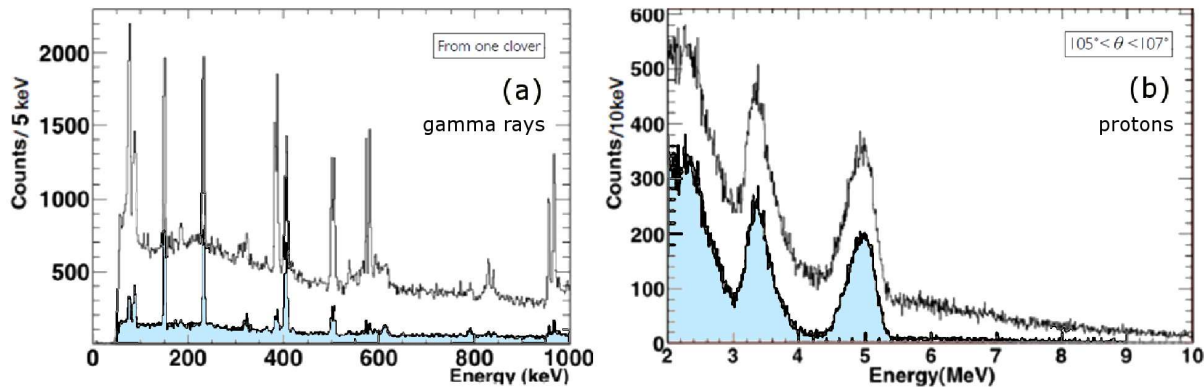 2000
1500
1000
500
0 200 400 600 800 1000
Counts / 5 keV
Energy (keV)
From one clover
(a)
gamma rays
600
500
400
300
200
100
0
2 3 4 5 6 7 8 9 10
Counts/10keV
Energy(MeV)
105°< θ <107°
(b)
protons